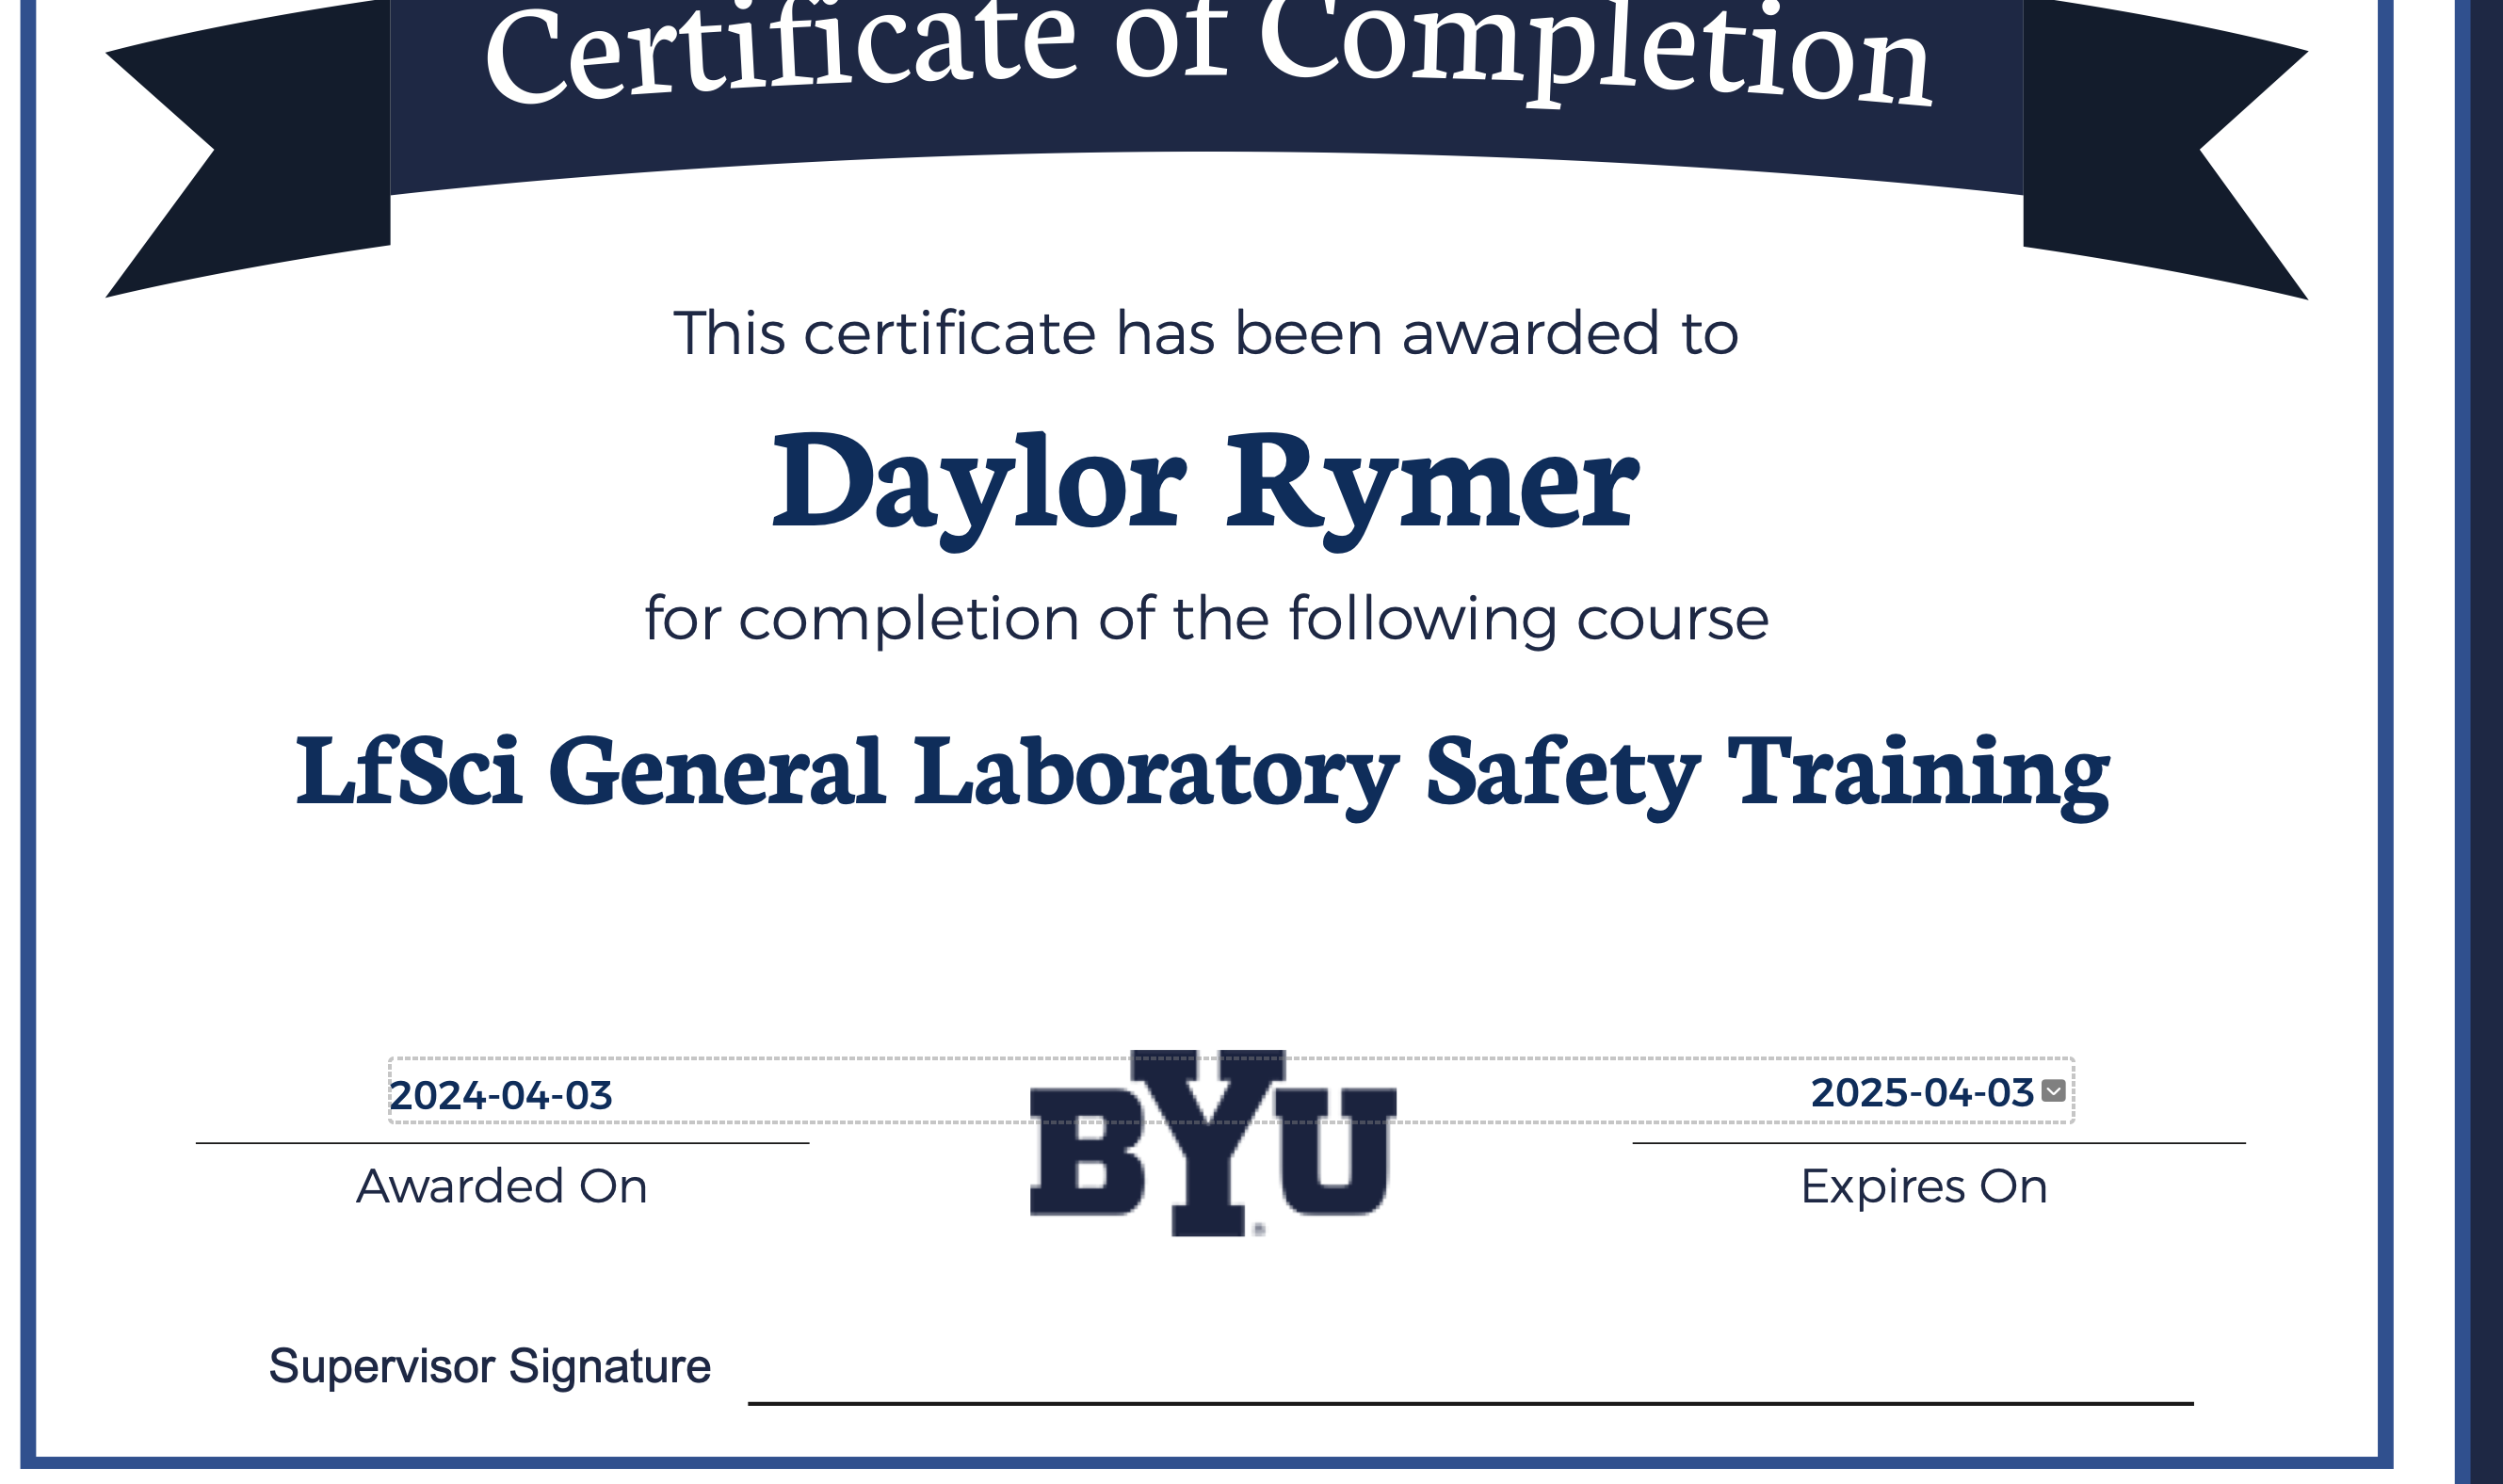 Certificate of Completion
This certificate has been awarded to
Daylor Rymer
for completion of the following course
LfSci General Laboratory Safety Training
2024-04-03
2025-04-03
BYU
Awarded On
Expires On
Supervisor Signature